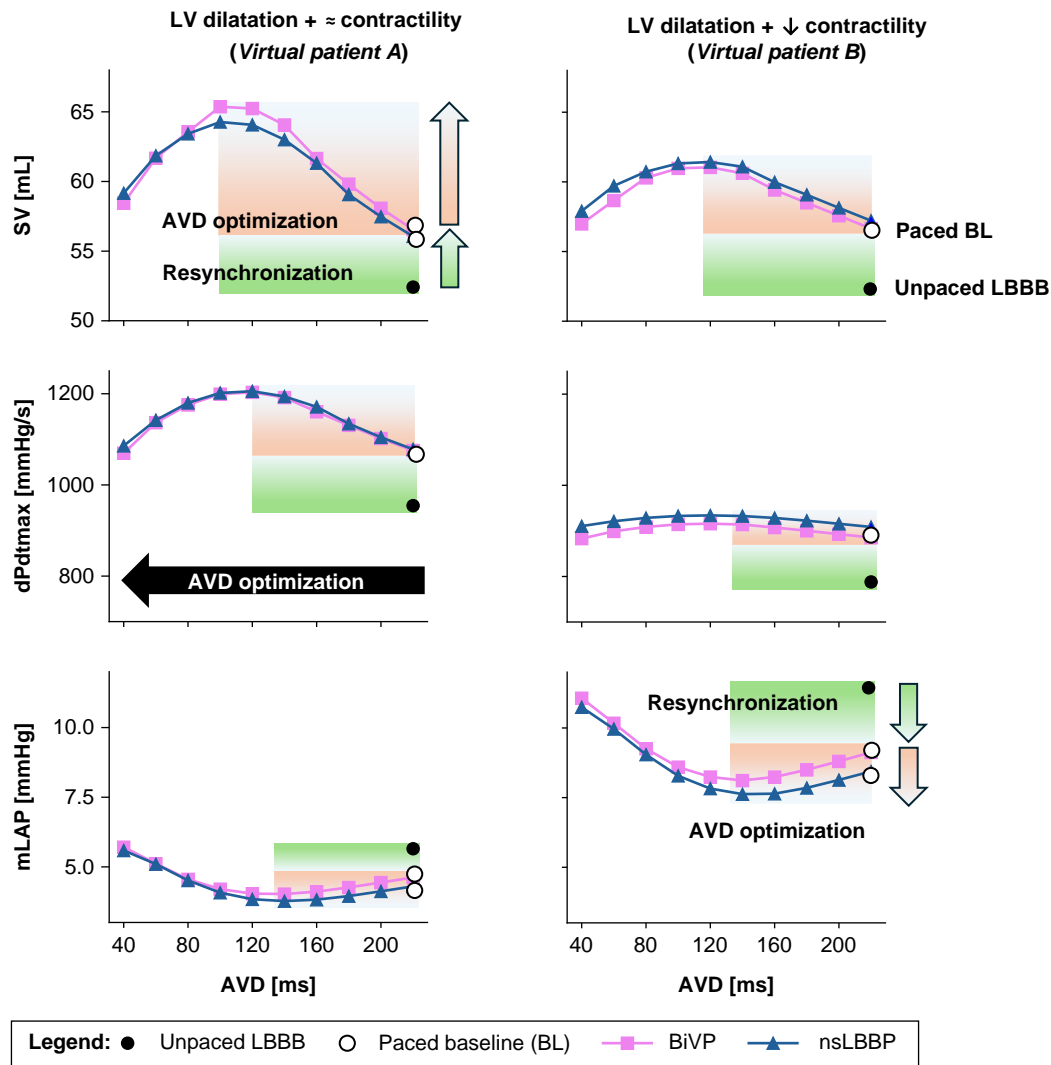 LV dilatation + ≈ contractility
(Virtual patient A)
LV dilatation + ↓ contractility
(Virtual patient B)
SV [mL]
65
60
55
50
AVD optimization
Resynchronization
Paced BL
Unpaced LBBB
dPdtmax [mmHg/s]
1200
1000
800
AVD optimization
mLAP [mmHg]
10.0
7.5
5.0
Resynchronization
AVD optimization
40 80 120 160 200
40 80 120 160 200
AVD [ms]
AVD [ms]
Legend: Unpaced LBBB Paced baseline (BL) BiVP nsLBBP